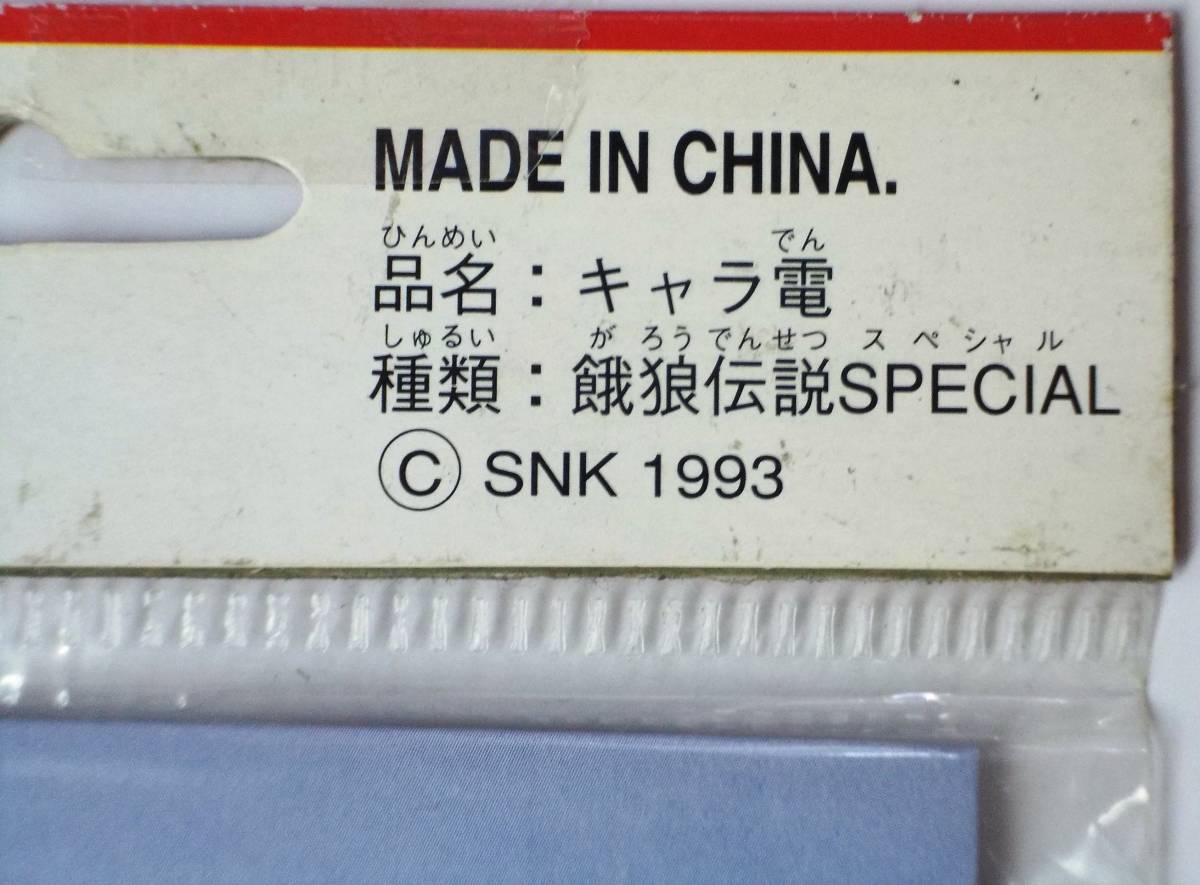 MADE IN CHINA.
ひんめい でん
品名：キャラ電
しゅるい がろうでんせつ スペシャル
種類：餓狼伝説SPECIAL
Ⓒ SNK 1993